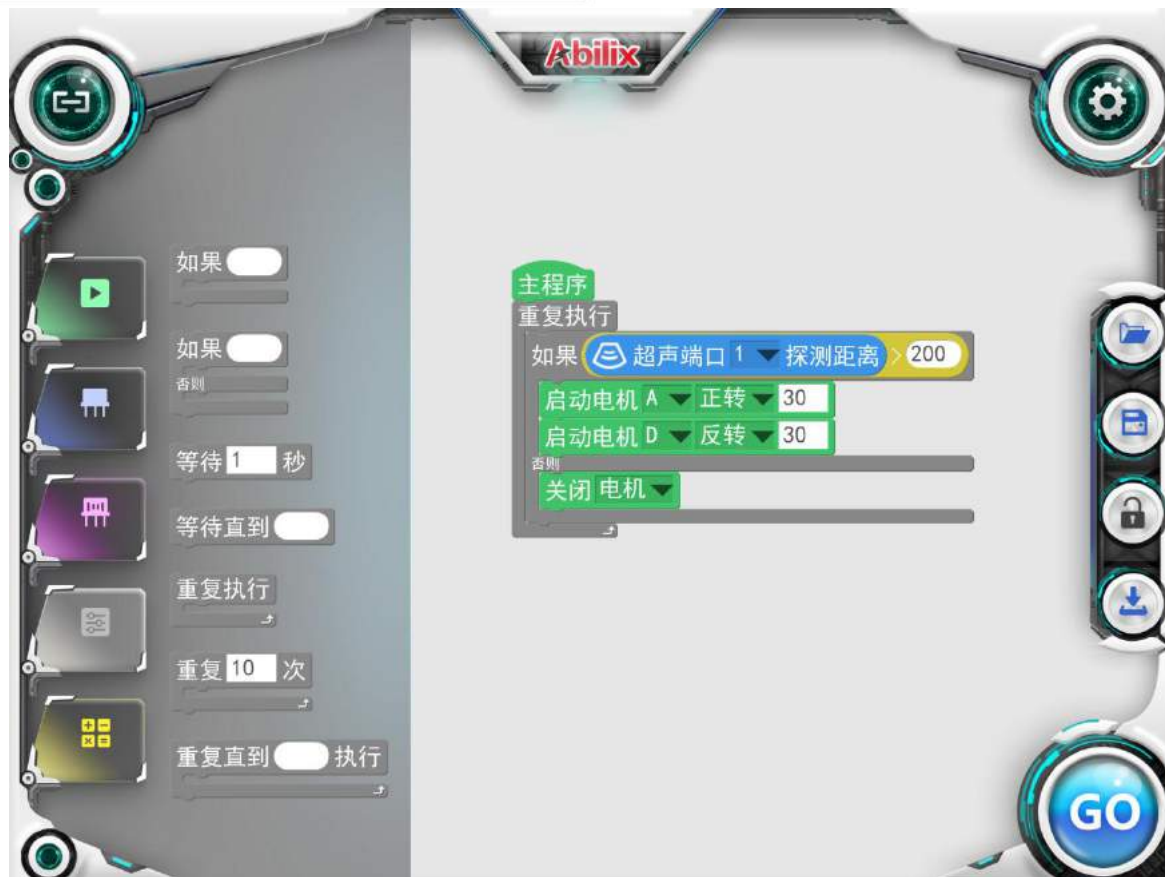 Abilix
如果
如果
否则
等待 1 秒
等待直到
重复执行
重复 10 次
重复直到 执行
主程序
重复执行
如果 超声端口 1 探测距离 > 200
启动电机 A 正转 30
启动电机 D 反转 30
否则
关闭 电机
GO